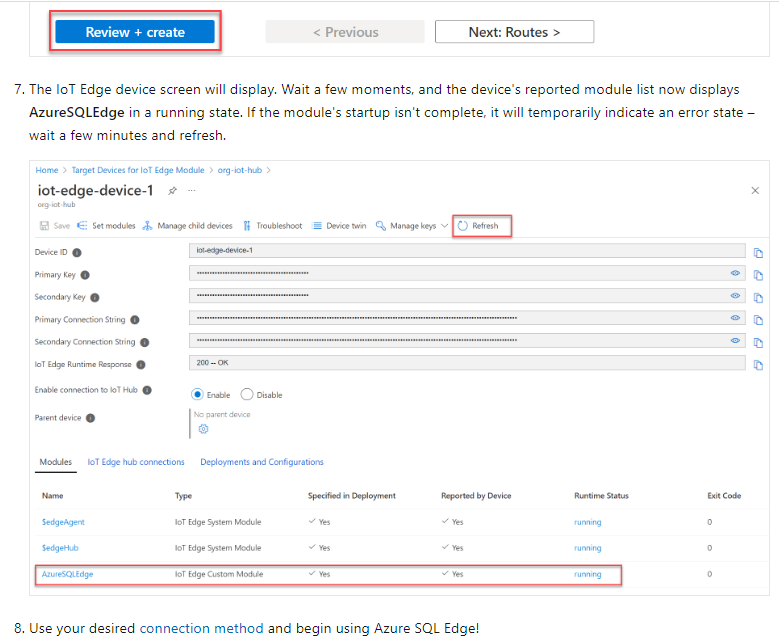 Review + create
< Previous
Next: Routes >
7. The IoT Edge device screen will display. Wait a few moments, and the device's reported module list now displays
AzureSQLEdge in a running state. If the module's startup isn't complete, it will temporarily indicate an error state –
wait a few minutes and refresh.
Home > Target Devices for IoT Edge Module > org-iot-hub >
iot-edge-device-1 ...
org-iot-hub
Save Set modules Manage child devices Troubleshoot Device twin Manage keys Refresh
Device ID iot-edge-device-1
Primary Key
Secondary Key
Primary Connection String
Secondary Connection String
IoT Edge Runtime Response 200 -- OK
Enable connection to IoT Hub Enable Disable
Parent device No parent device
Modules IoT Edge hub connections Deployments and Configurations
Name Type Specified in Deployment Reported by Device Runtime Status Exit Code
$edgeAgent IoT Edge System Module Yes Yes running 0
$edgeHub IoT Edge System Module Yes Yes running 0
AzureSQLEdge IoT Edge Custom Module Yes Yes running 0
8. Use your desired connection method and begin using Azure SQL Edge!